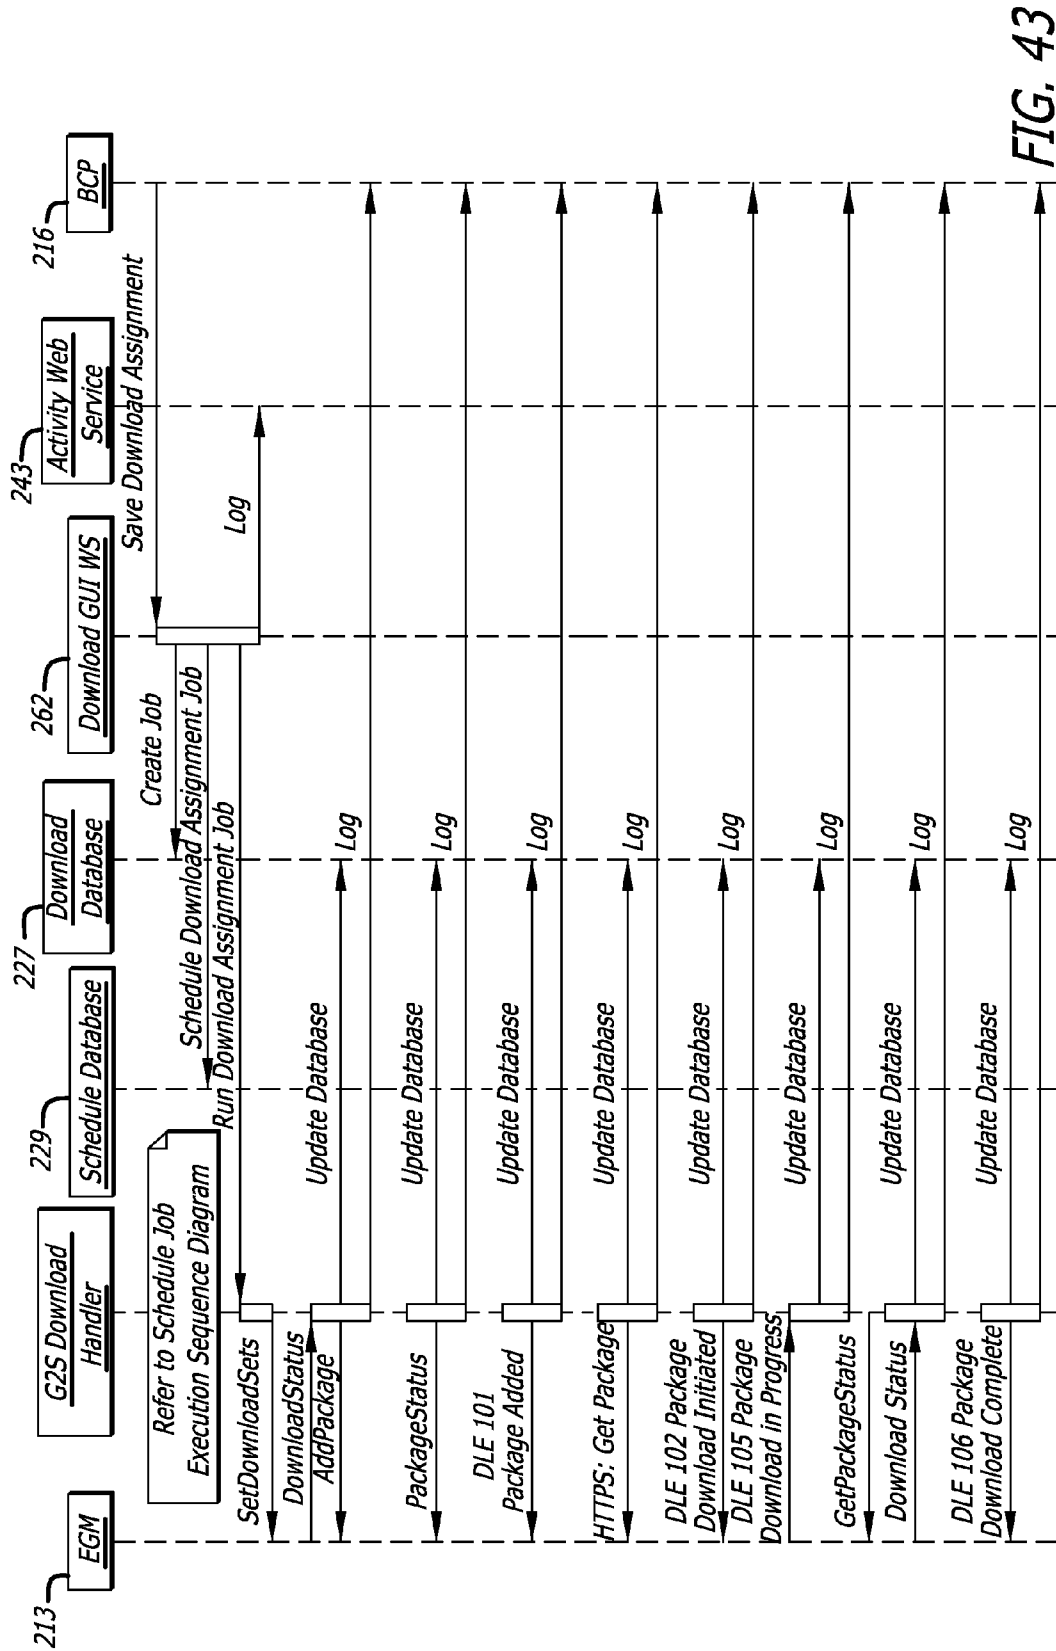 213
EGM
G2S Download
Handler
229
Schedule Database
227
Download
Database
262
Download GUI WS
243
Activity Web
Service
216
BCP
Save Download Assignment
Refer to Schedule Job
Execution Sequence Diagram
Create Job
Schedule Download Assignment Job
Run Download Assignment Job
Log
SetDownloadSets
DownloadStatus
AddPackage
Update Database
Log
PackageStatus
Update Database
Log
DLE 101
Package Added
Update Database
Log
HTTPS: Get Package
Update Database
Log
DLE 102 Package
Download Initiated
Update Database
Log
DLE 105 Package
Download in Progress
Update Database
Log
GetPackageStatus
Download Status
Update Database
Log
DLE 106 Package
Download Complete
Update Database
Log
FIG. 43